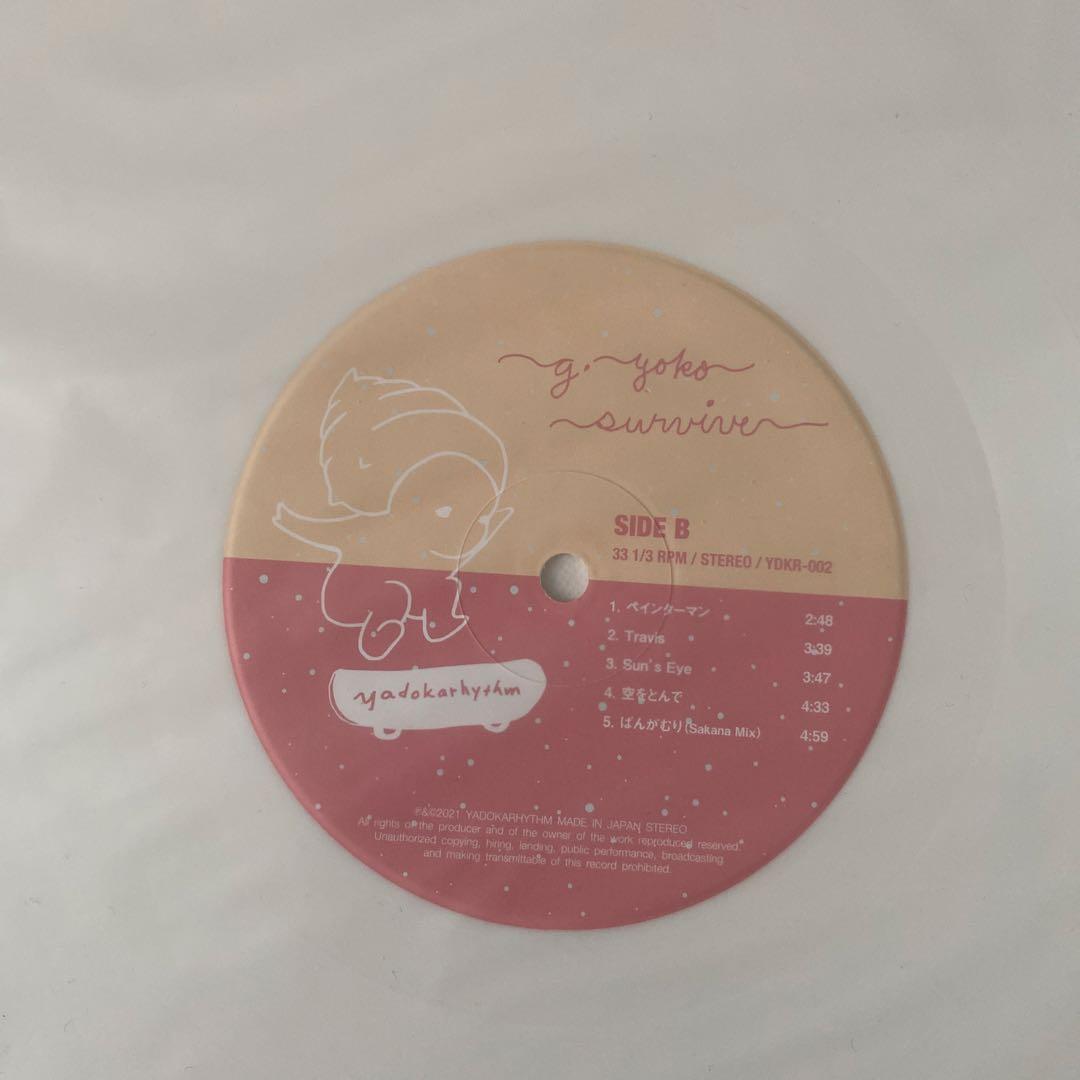 g. yoko
survive
SIDE B
33 1/3 RPM / STEREO / YDKR-002
1. ペインターマン 2:48
2. Travis 3:39
3. Sun's Eye 3:47
4. 空をとんで 4:33
5. ばんがむり(Sakana Mix) 4:59
yadokarhythm
℗&©2021 YADOKARHYTHM MADE IN JAPAN STEREO
All rights of the producer and of the owner of the work reproduced reserved.
Unauthorized copying, hiring, lending, public performance, broadcasting
and making transmittable of this record prohibited.